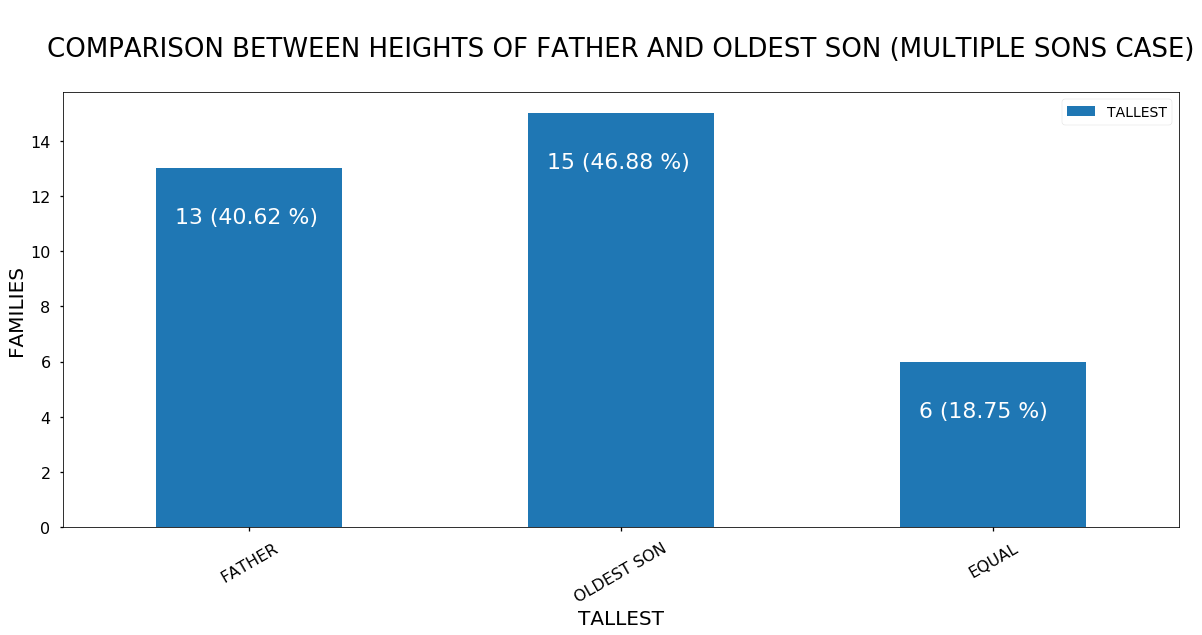 COMPARISON BETWEEN HEIGHTS OF FATHER AND OLDEST SON (MULTIPLE SONS CASE)
TALLEST
14
12
10
8
6
4
2
0
FAMILIES
13 (40.62 %)
15 (46.88 %)
6 (18.75 %)
FATHER
OLDEST SON
EQUAL
TALLEST